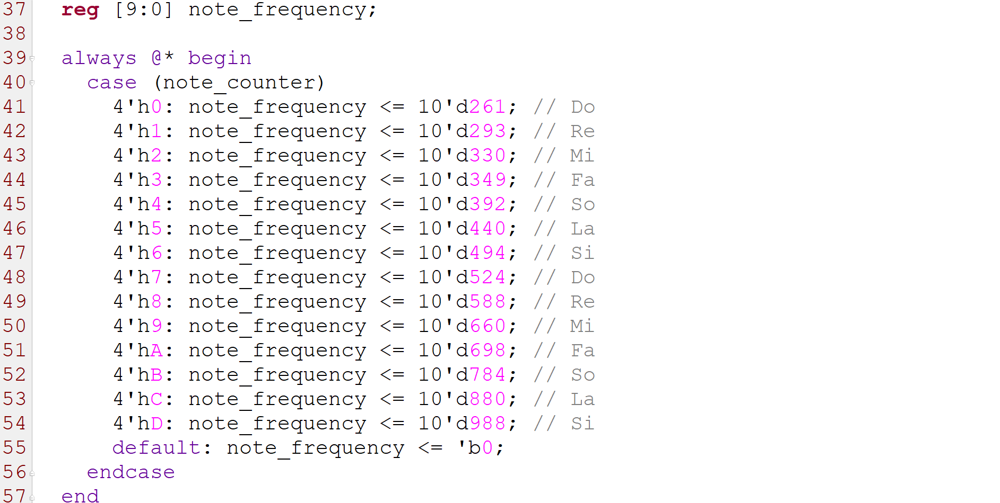 37 reg [9:0] note_frequency;
38
39 always @* begin
40 case (note_counter)
41 4'h0: note_frequency <= 10'd261; // Do
42 4'h1: note_frequency <= 10'd293; // Re
43 4'h2: note_frequency <= 10'd330; // Mi
44 4'h3: note_frequency <= 10'd349; // Fa
45 4'h4: note_frequency <= 10'd392; // So
46 4'h5: note_frequency <= 10'd440; // La
47 4'h6: note_frequency <= 10'd494; // Si
48 4'h7: note_frequency <= 10'd524; // Do
49 4'h8: note_frequency <= 10'd588; // Re
50 4'h9: note_frequency <= 10'd660; // Mi
51 4'hA: note_frequency <= 10'd698; // Fa
52 4'hB: note_frequency <= 10'd784; // So
53 4'hC: note_frequency <= 10'd880; // La
54 4'hD: note_frequency <= 10'd988; // Si
55 default: note_frequency <= 'b0;
56 endcase
57 end